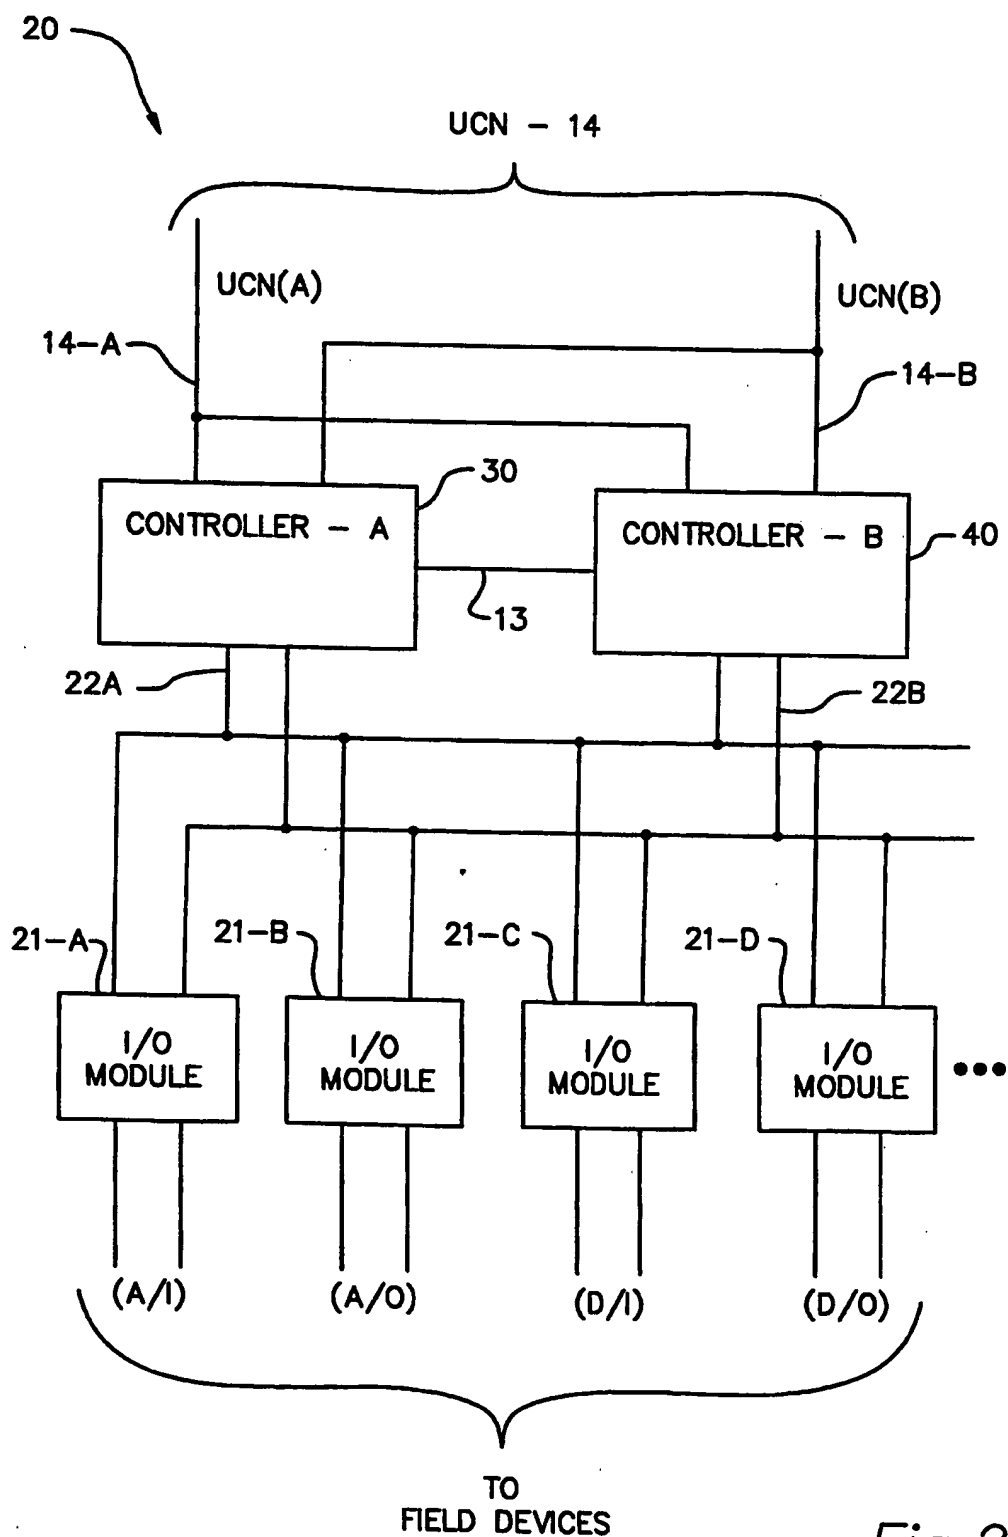 20
UCN - 14
UCN(A)
UCN(B)
14-A
14-B
30
CONTROLLER - A
CONTROLLER - B
40
13
22A
22B
21-A
21-B
21-C
21-D
I/O
MODULE
I/O
MODULE
I/O
MODULE
I/O
MODULE
(A/I)
(A/O)
(D/I)
(D/O)
TO
FIELD DEVICES